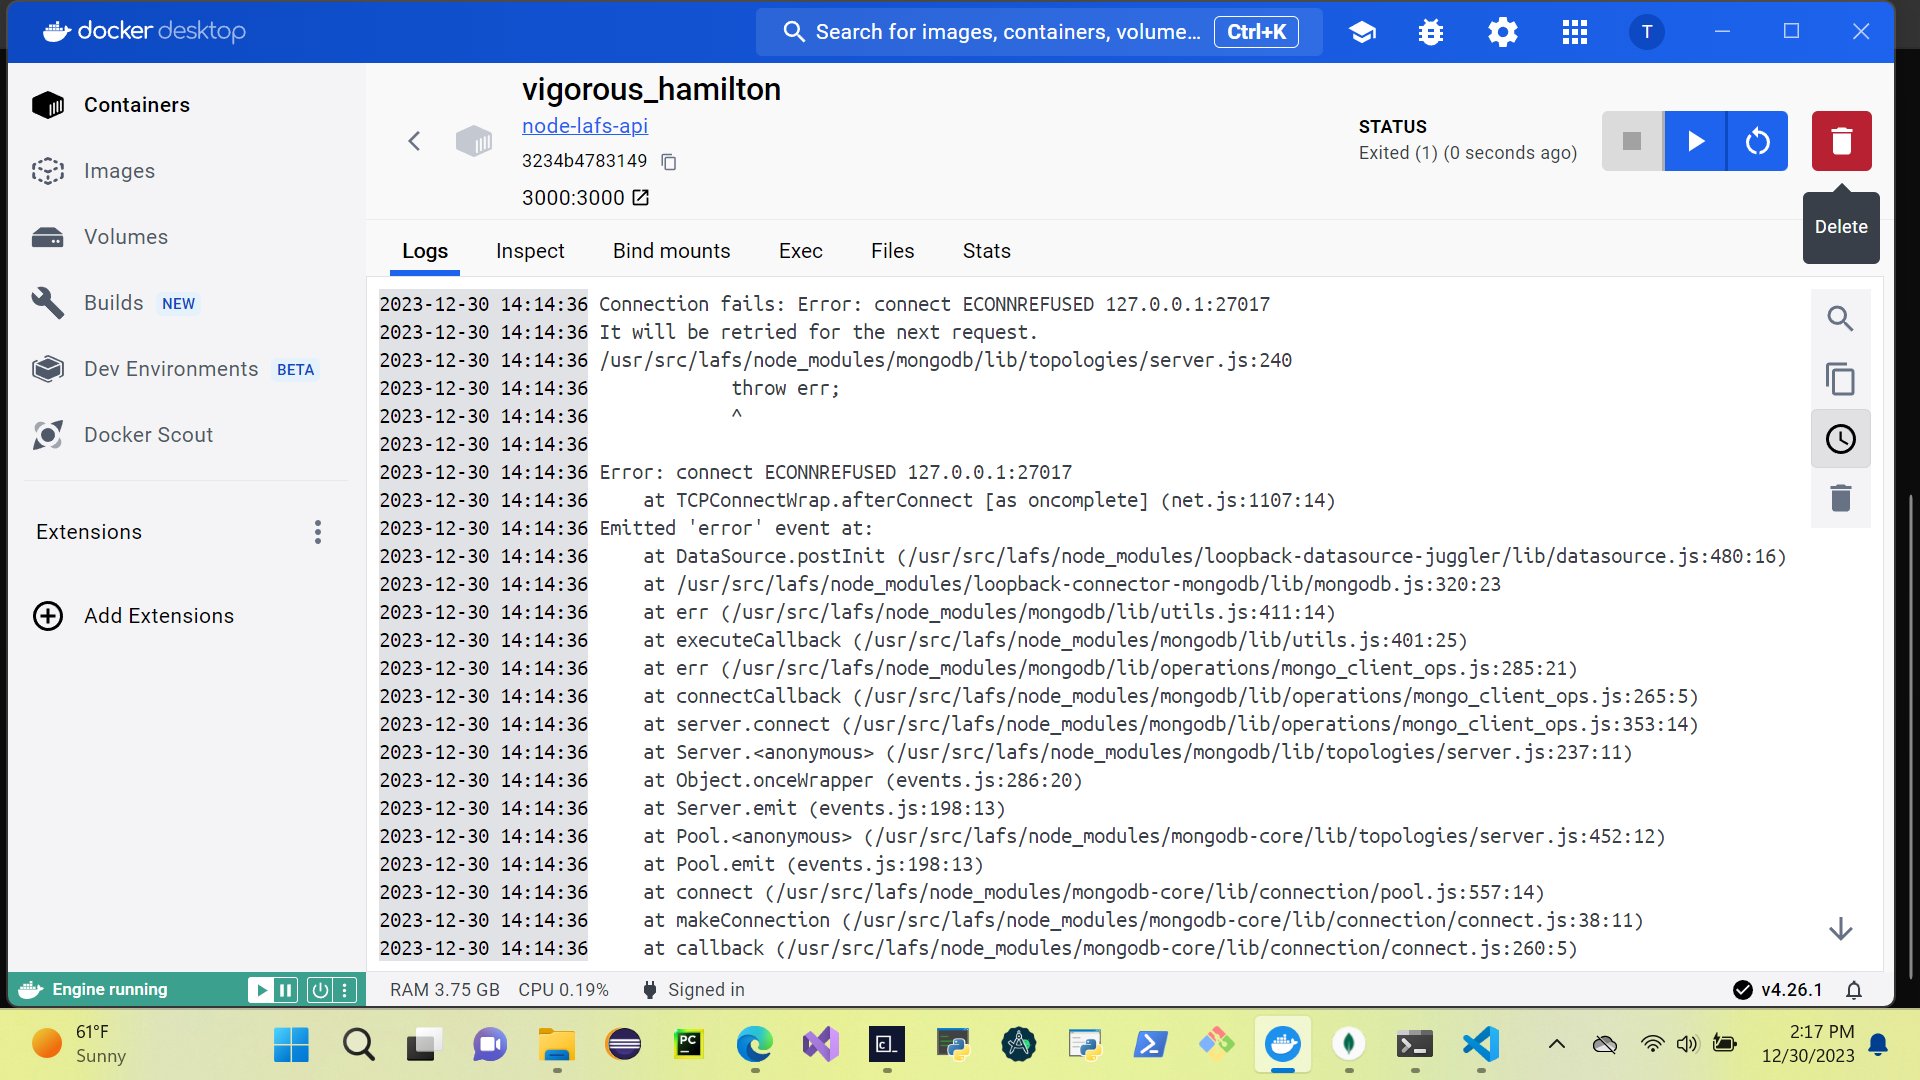 docker desktop
Search for images, containers, volume... Ctrl+K
T
Containers
Images
Volumes
Builds NEW
Dev Environments BETA
Docker Scout
Extensions
Add Extensions
vigorous_hamilton
node-lafs-api
3234b4783149
3000:3000
STATUS
Exited (1) (0 seconds ago)
Delete
Logs Inspect Bind mounts Exec Files Stats
2023-12-30 14:14:36 Connection fails: Error: connect ECONNREFUSED 127.0.0.1:27017
2023-12-30 14:14:36 It will be retried for the next request.
2023-12-30 14:14:36 /usr/src/lafs/node_modules/mongodb/lib/topologies/server.js:240
2023-12-30 14:14:36             throw err;
2023-12-30 14:14:36             ^
2023-12-30 14:14:36
2023-12-30 14:14:36 Error: connect ECONNREFUSED 127.0.0.1:27017
2023-12-30 14:14:36     at TCPConnectWrap.afterConnect [as oncomplete] (net.js:1107:14)
2023-12-30 14:14:36 Emitted 'error' event at:
2023-12-30 14:14:36     at DataSource.postInit (/usr/src/lafs/node_modules/loopback-datasource-juggler/lib/datasource.js:480:16)
2023-12-30 14:14:36     at /usr/src/lafs/node_modules/loopback-connector-mongodb/lib/mongodb.js:320:23
2023-12-30 14:14:36     at err (/usr/src/lafs/node_modules/mongodb/lib/utils.js:411:14)
2023-12-30 14:14:36     at executeCallback (/usr/src/lafs/node_modules/mongodb/lib/utils.js:401:25)
2023-12-30 14:14:36     at err (/usr/src/lafs/node_modules/mongodb/lib/operations/mongo_client_ops.js:285:21)
2023-12-30 14:14:36     at connectCallback (/usr/src/lafs/node_modules/mongodb/lib/operations/mongo_client_ops.js:265:5)
2023-12-30 14:14:36     at server.connect (/usr/src/lafs/node_modules/mongodb/lib/operations/mongo_client_ops.js:353:14)
2023-12-30 14:14:36     at Server.<anonymous> (/usr/src/lafs/node_modules/mongodb/lib/topologies/server.js:237:11)
2023-12-30 14:14:36     at Object.onceWrapper (events.js:286:20)
2023-12-30 14:14:36     at Server.emit (events.js:198:13)
2023-12-30 14:14:36     at Pool.<anonymous> (/usr/src/lafs/node_modules/mongodb-core/lib/topologies/server.js:452:12)
2023-12-30 14:14:36     at Pool.emit (events.js:198:13)
2023-12-30 14:14:36     at connect (/usr/src/lafs/node_modules/mongodb-core/lib/connection/pool.js:557:14)
2023-12-30 14:14:36     at makeConnection (/usr/src/lafs/node_modules/mongodb-core/lib/connection/connect.js:38:11)
2023-12-30 14:14:36     at callback (/usr/src/lafs/node_modules/mongodb-core/lib/connection/connect.js:260:5)
Engine running
RAM 3.75 GB CPU 0.19% Signed in
v4.26.1
61°F
Sunny
PC
2:17 PM
12/30/2023